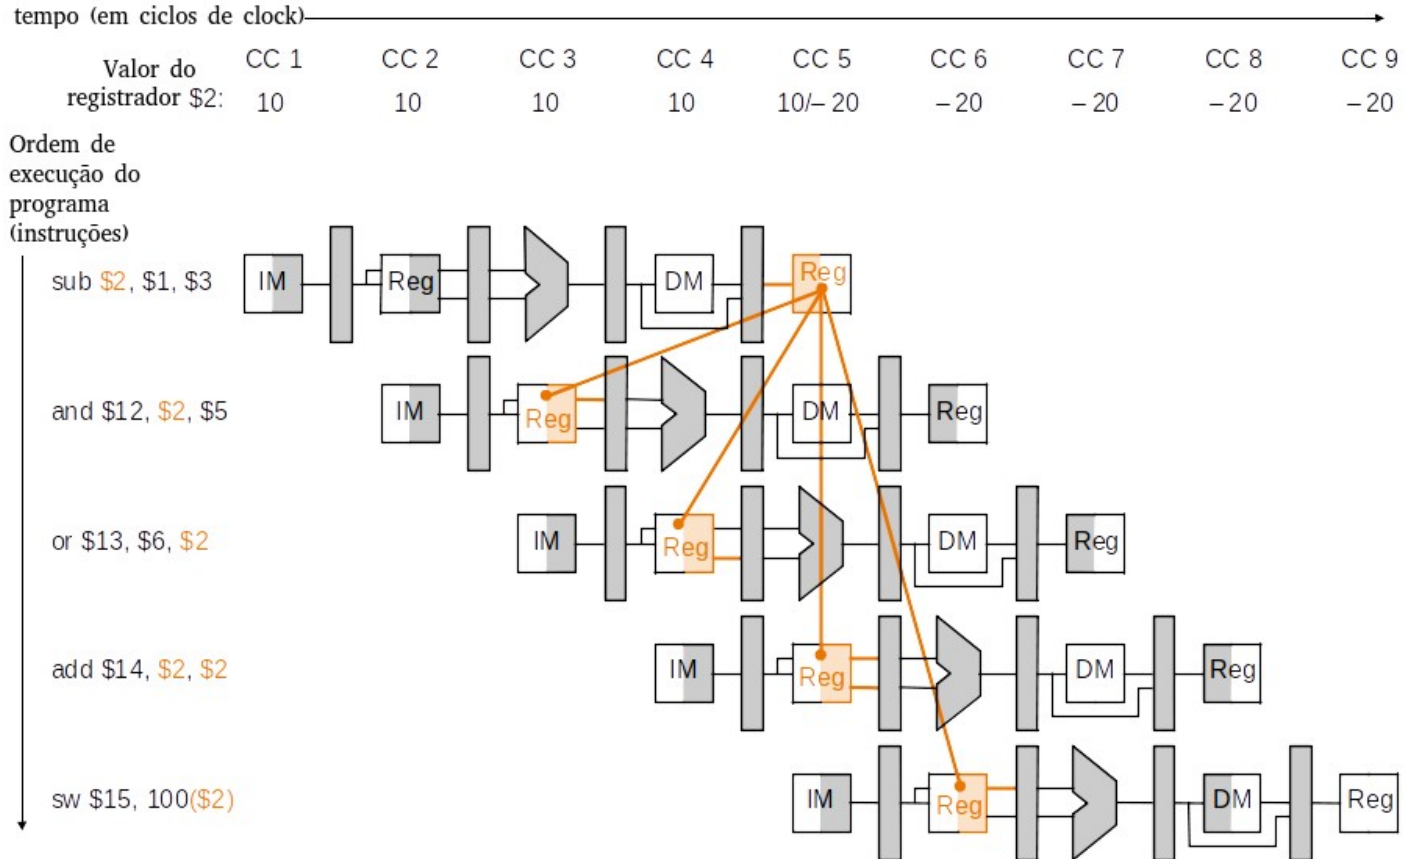 tempo (em ciclos de clock)
CC 1 CC 2 CC 3 CC 4 CC 5 CC 6 CC 7 CC 8 CC 9
Valor do
registrador $2:
10 10 10 10 10/– 20 – 20 – 20 – 20 – 20
Ordem de
execução do
programa
(instruções)
sub $2, $1, $3
IM Reg DM Reg
and $12, $2, $5
IM Reg DM Reg
or $13, $6, $2
IM Reg DM Reg
add $14, $2, $2
IM Reg DM Reg
sw $15, 100($2)
IM Reg DM Reg